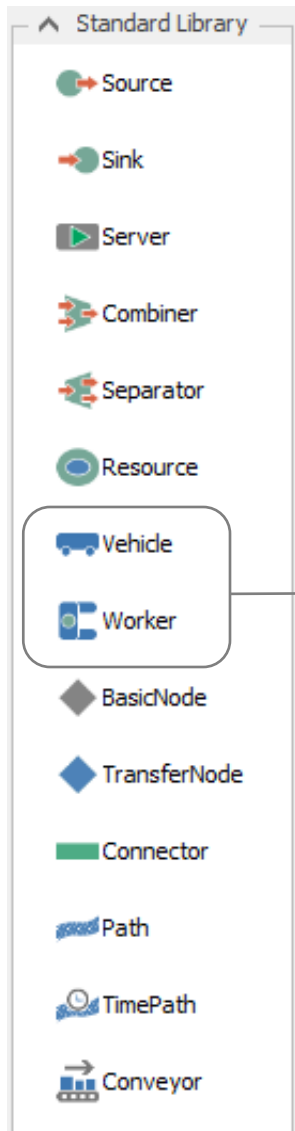 Standard Library
Source
Sink
Server
Combiner
Separator
Resource
Vehicle
Worker
BasicNode
TransferNode
Connector
Path
TimePath
Conveyor